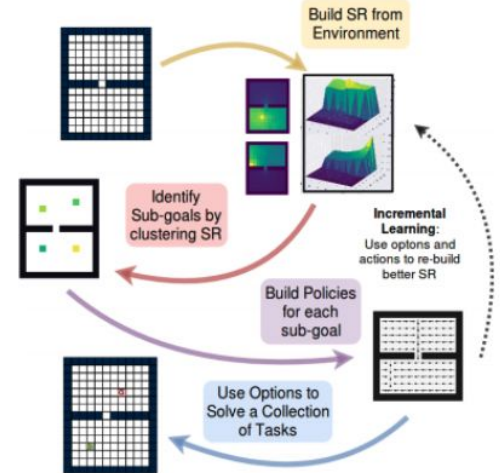 Build SR from
Environment
Identify
Sub-goals by
clustering SR
Incremental
Learning:
Use optons and
actions to re-build
better SR
Build Policies
for each
sub-goal
Use Options to
Solve a Collection
of Tasks